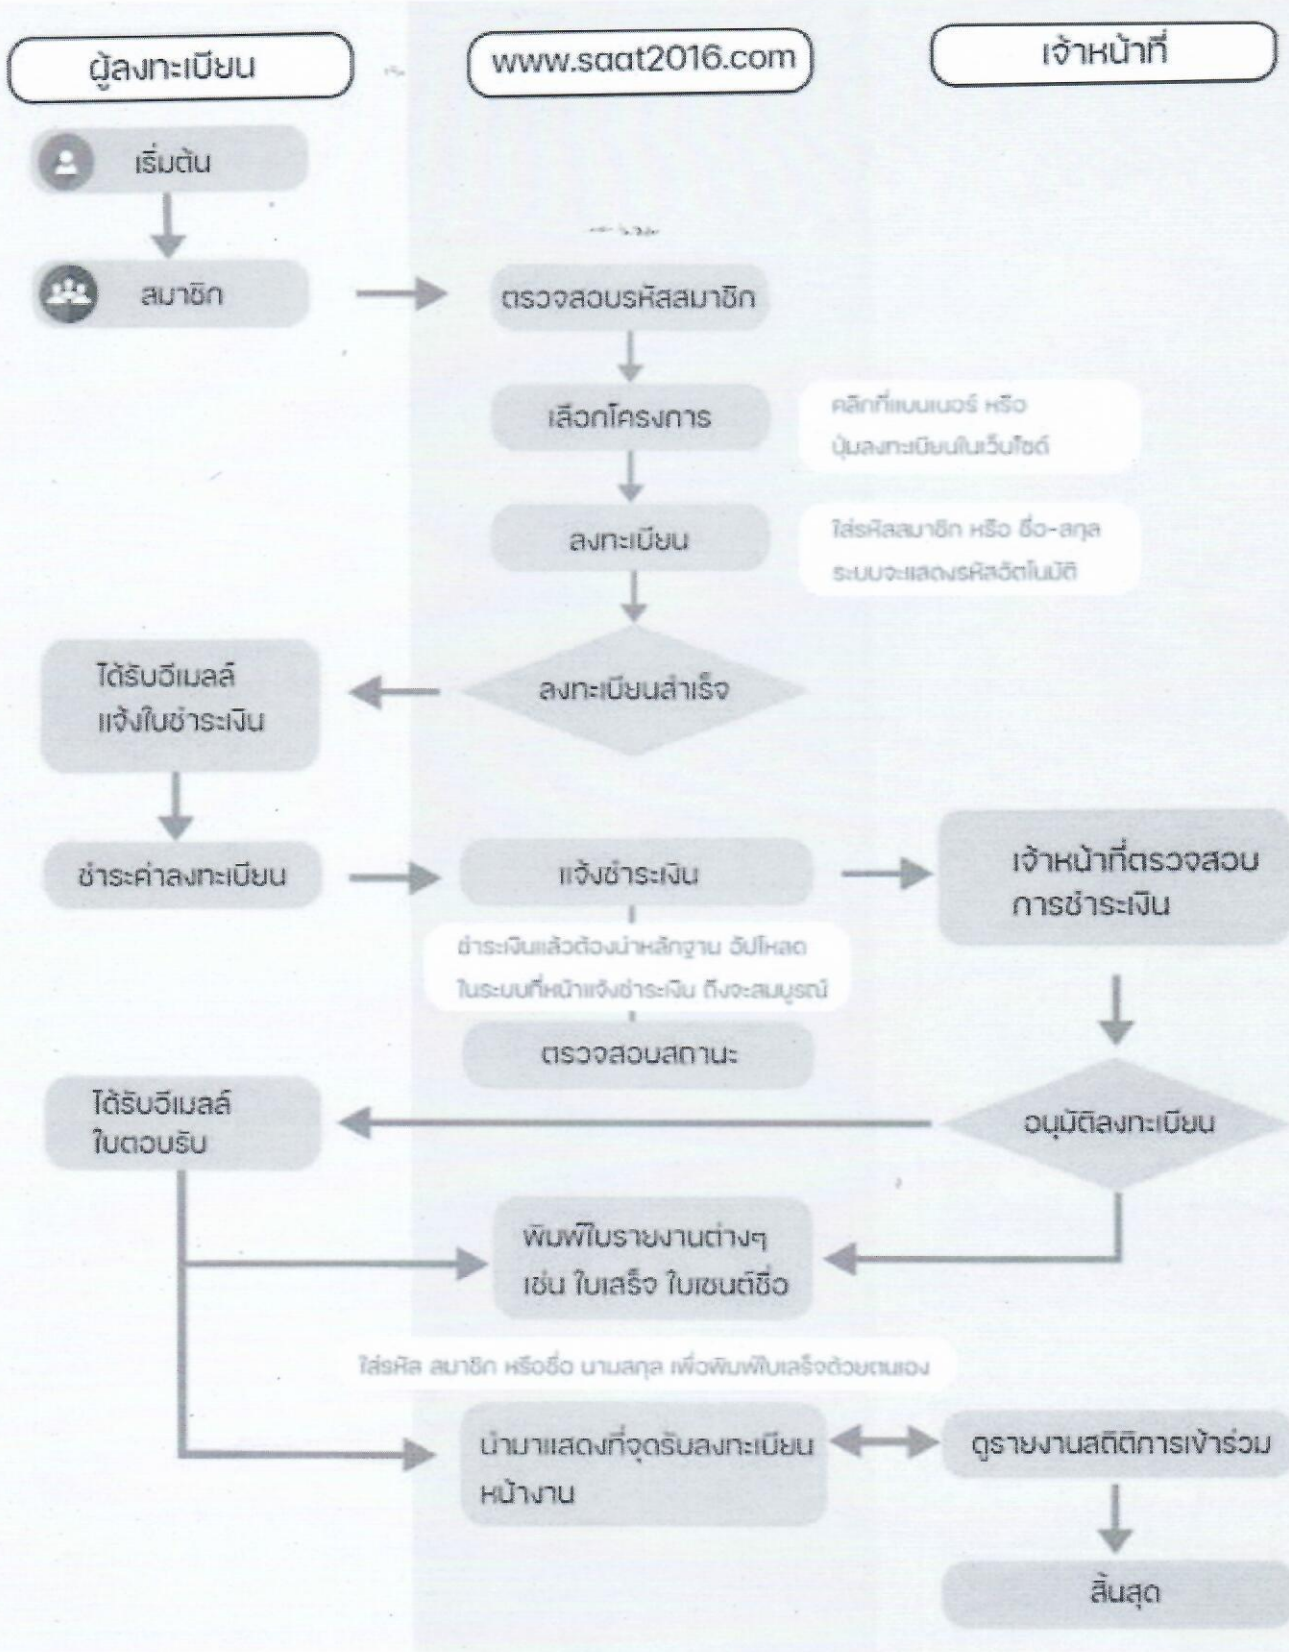 ผู้ลงทะเบียน
www.saat2016.com
เจ้าหน้าที่
เริ่มต้น
สมาชิก
ตรวจสอบรหัสสมาชิก
เลือกโครงการ
คลิกที่แบนเนอร์ หรือ
ปุ่มลงทะเบียนในเว็บไซต์
ลงทะเบียน
ใส่รหัสสมาชิก หรือ ชื่อ-สกุล
ระบบจะแสดงรหัสอัตโนมัติ
ลงทะเบียนสำเร็จ
ได้รับอีเมลล์
แจ้งใบชำระเงิน
ชำระค่าลงทะเบียน
แจ้งชำระเงิน
เจ้าหน้าที่ตรวจสอบ
การชำระเงิน
ชำระเงินแล้วต้องนำหลักฐาน อัปโหลด
ในระบบที่หน้าแจ้งชำระเงิน ถึงจะสมบูรณ์
ตรวจสอบสถานะ
อนุมัติลงทะเบียน
ได้รับอีเมลล์
ใบตอบรับ
พิมพ์ใบรายงานต่างๆ
เช่น ใบเสร็จ ใบเซนต์ชื่อ
ใส่รหัส สมาชิก หรือชื่อ นามสกุล เพื่อพิมพ์ใบเสร็จด้วยตนเอง
นำมาแสดงที่จุดรับลงทะเบียน
หน้างาน
ดูรายงานสถิติการเข้าร่วม
สิ้นสุด